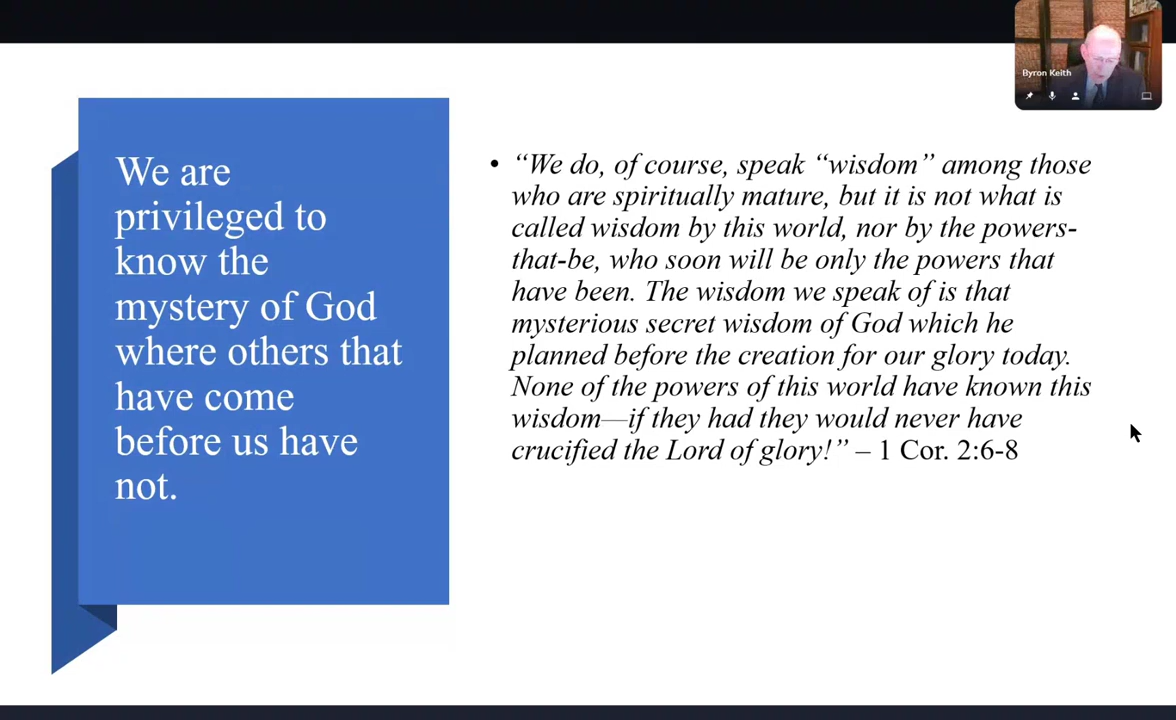 Byron Keith
We are
privileged to
know the
mystery of God
where others that
have come
before us have
not.
• “We do, of course, speak “wisdom” among those
who are spiritually mature, but it is not what is
called wisdom by this world, nor by the powers-
that-be, who soon will be only the powers that
have been. The wisdom we speak of is that
mysterious secret wisdom of God which he
planned before the creation for our glory today.
None of the powers of this world have known this
wisdom—if they had they would never have
crucified the Lord of glory!” – 1 Cor. 2:6-8